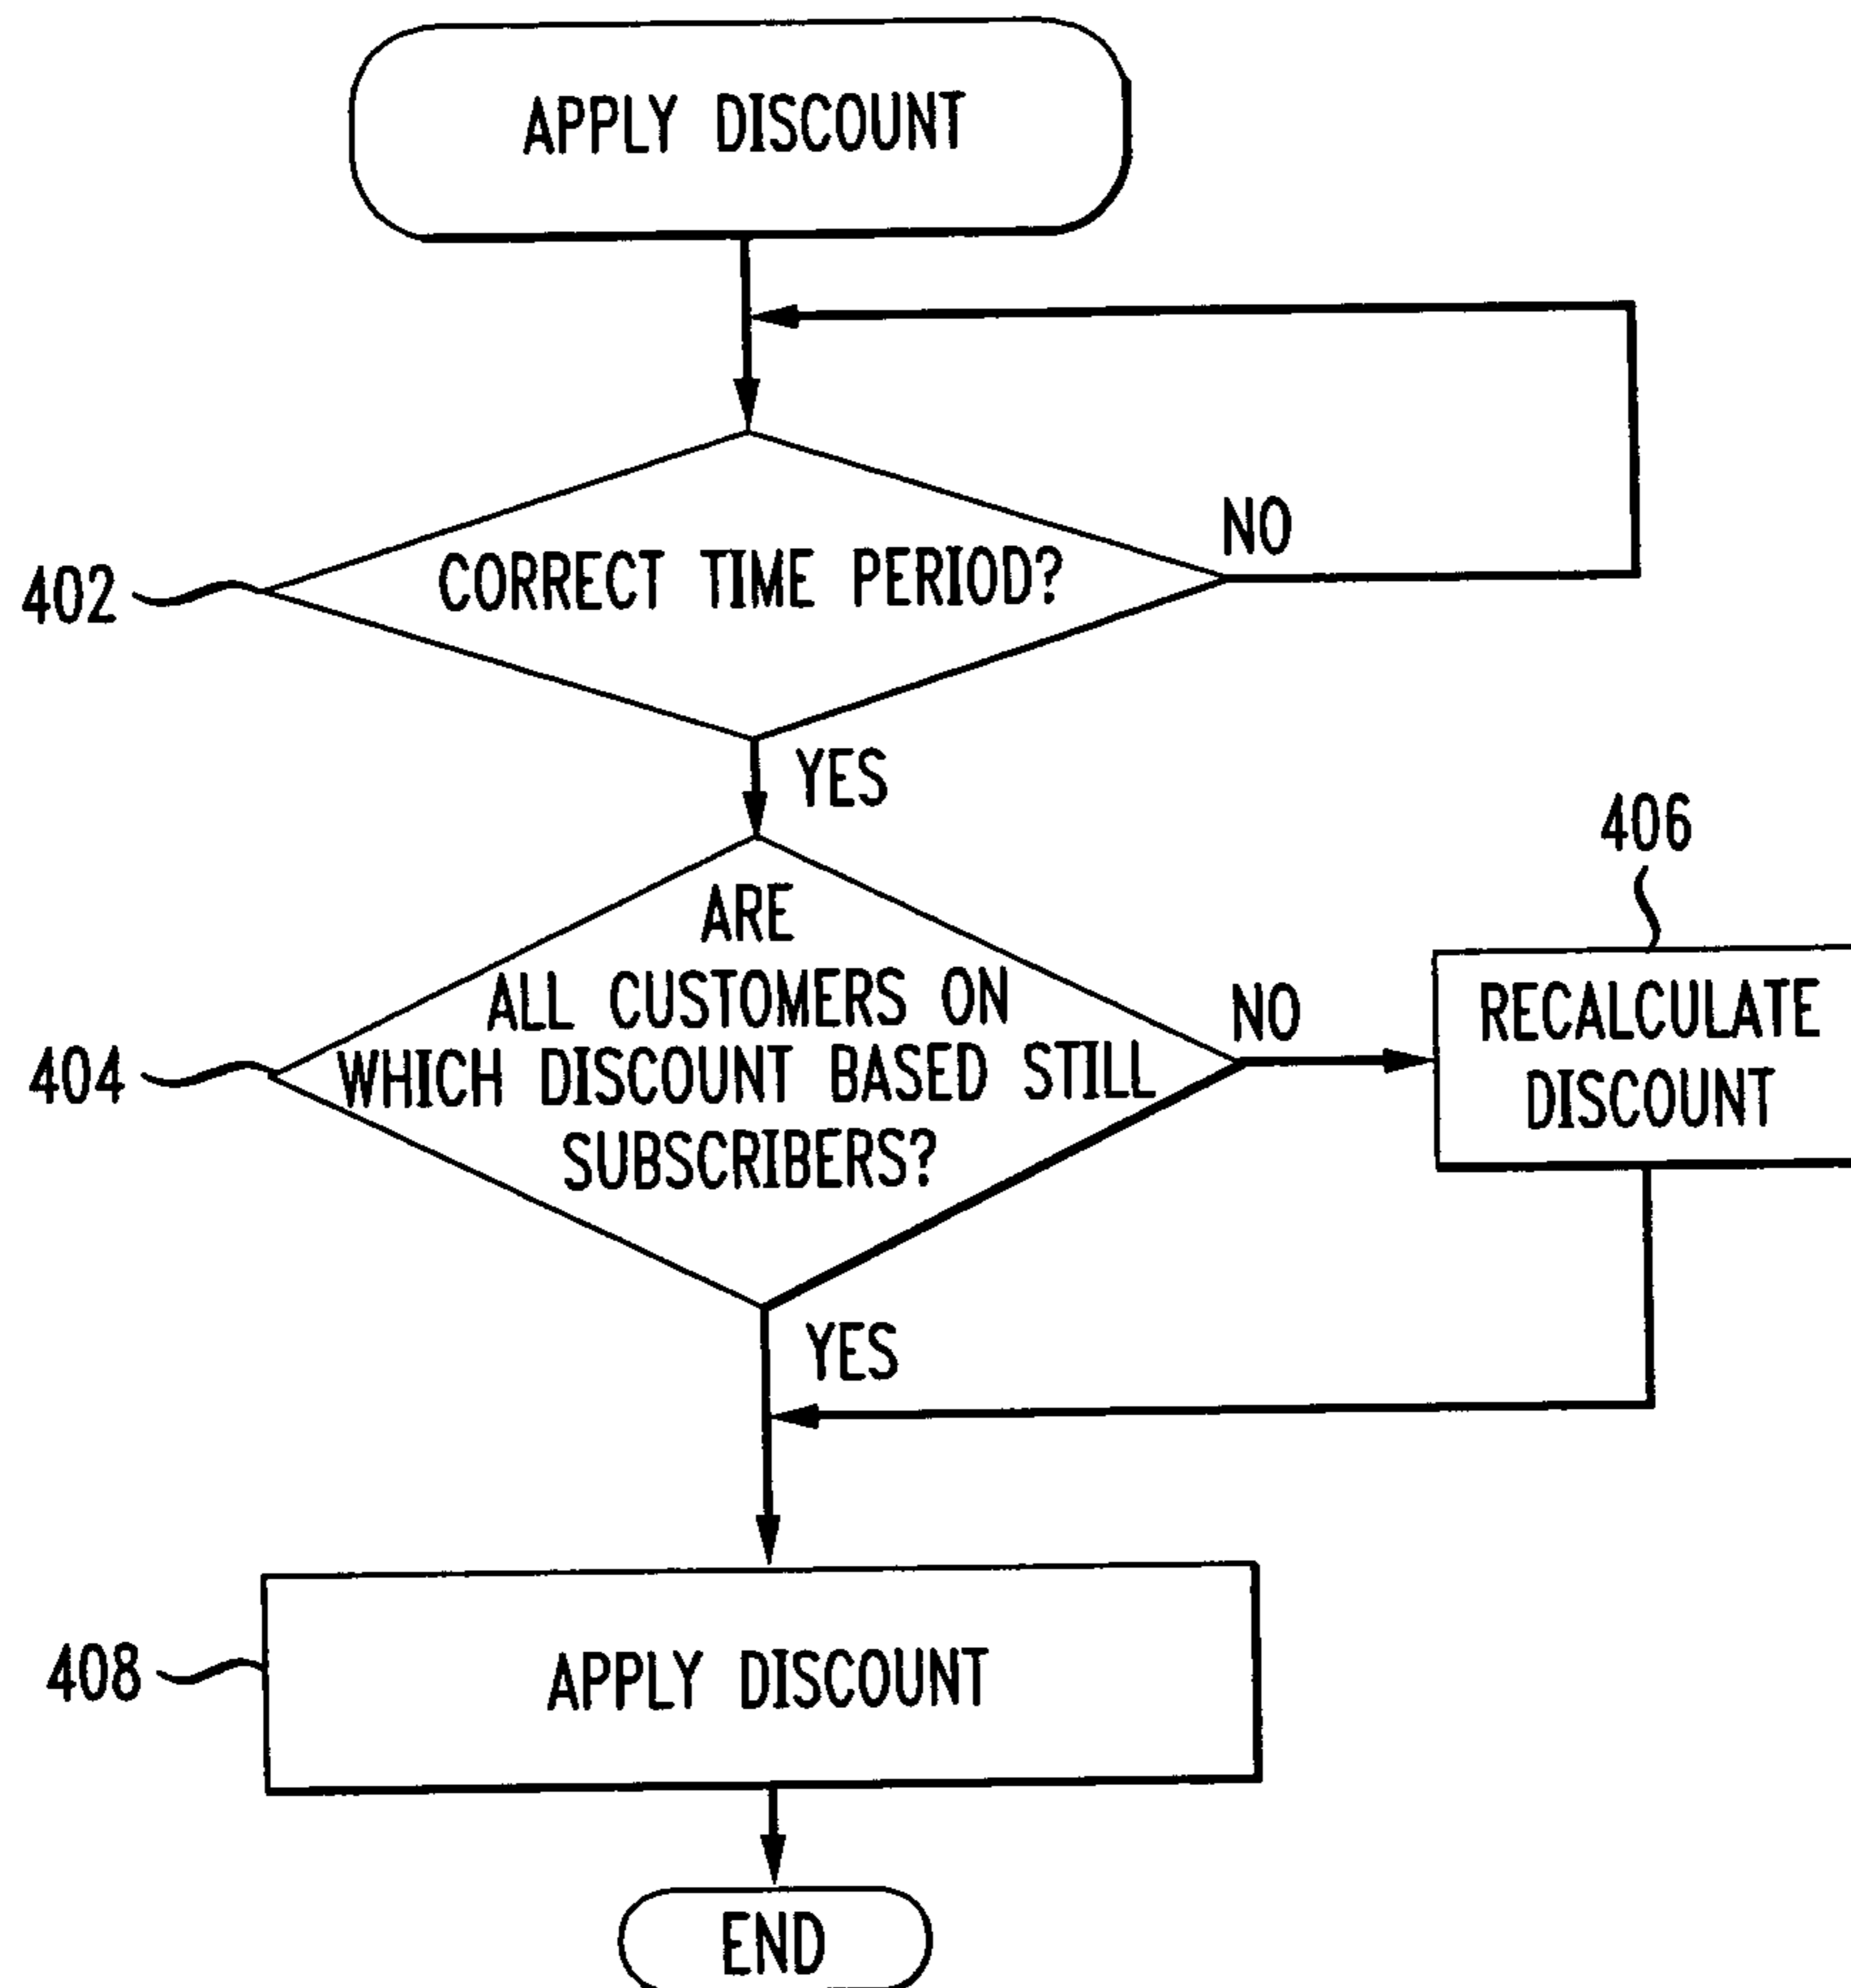 APPLY DISCOUNT
NO
CORRECT TIME PERIOD?
402
YES
406
ARE
ALL CUSTOMERS ON
WHICH DISCOUNT BASED STILL
SUBSCRIBERS?
404
NO
RECALCULATE
DISCOUNT
YES
408
APPLY DISCOUNT
END